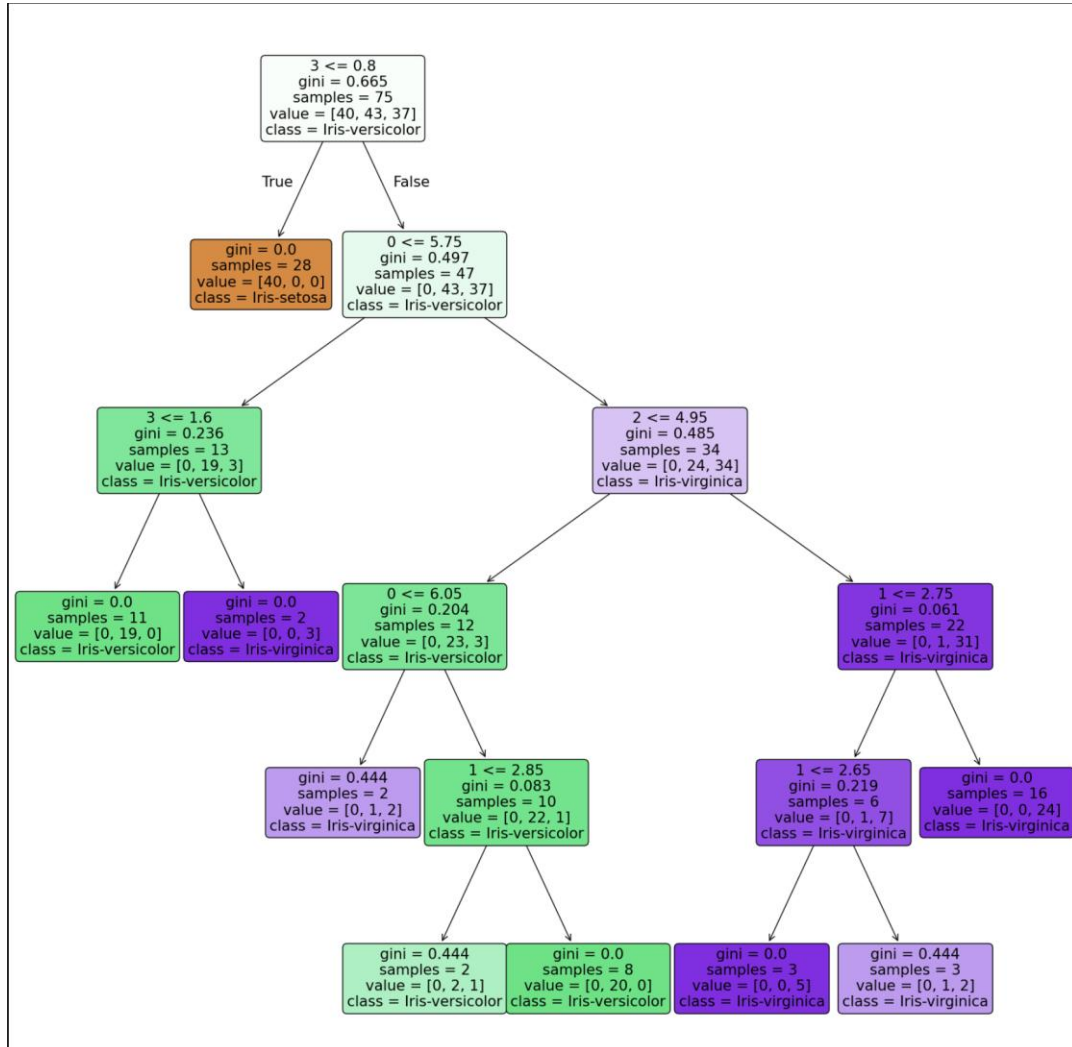 3 <= 0.8
gini = 0.665
samples = 75
value = [40, 43, 37]
class = Iris-versicolor
True
False
gini = 0.0
samples = 28
value = [40, 0, 0]
class = Iris-setosa
0 <= 5.75
gini = 0.497
samples = 47
value = [0, 43, 37]
class = Iris-versicolor
3 <= 1.6
gini = 0.236
samples = 13
value = [0, 19, 3]
class = Iris-versicolor
2 <= 4.95
gini = 0.485
samples = 34
value = [0, 24, 34]
class = Iris-virginica
gini = 0.0
samples = 11
value = [0, 19, 0]
class = Iris-versicolor
gini = 0.0
samples = 2
value = [0, 0, 3]
class = Iris-virginica
0 <= 6.05
gini = 0.204
samples = 12
value = [0, 23, 3]
class = Iris-versicolor
1 <= 2.75
gini = 0.061
samples = 22
value = [0, 1, 31]
class = Iris-virginica
gini = 0.444
samples = 2
value = [0, 1, 2]
class = Iris-virginica
1 <= 2.85
gini = 0.083
samples = 10
value = [0, 22, 1]
class = Iris-versicolor
1 <= 2.65
gini = 0.219
samples = 6
value = [0, 1, 7]
class = Iris-virginica
gini = 0.0
samples = 16
value = [0, 0, 24]
class = Iris-virginica
gini = 0.444
samples = 2
value = [0, 2, 1]
class = Iris-versicolor
gini = 0.0
samples = 8
value = [0, 20, 0]
class = Iris-versicolor
gini = 0.0
samples = 3
value = [0, 0, 5]
class = Iris-virginica
gini = 0.444
samples = 3
value = [0, 1, 2]
class = Iris-virginica